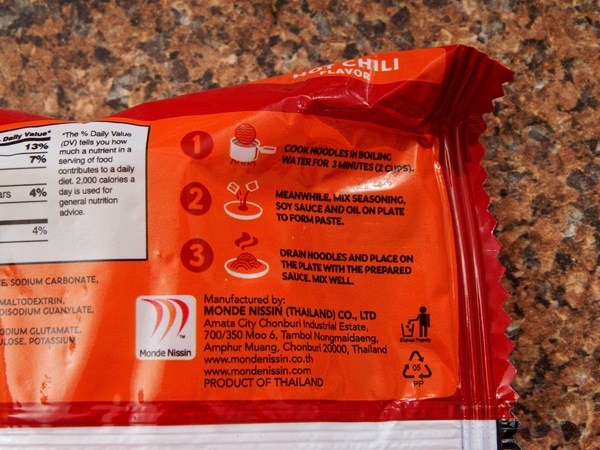 HOT CHILI
FLAVOR
Daily Value*
13%
7%
ars 4%
4%
*The % Daily Value
(DV) tells you how
much a nutrient in a
serving of food
contributes to a daily
diet. 2,000 calories a
day is used for
general nutrition
advice.
1
COOK NOODLES IN BOILING
WATER FOR 3 MINUTES (2 CUPS).
2
MEANWHILE, MIX SEASONING,
SOY SAUCE AND OIL ON PLATE
TO FORM PASTE.
3
DRAIN NOODLES AND PLACE ON
THE PLATE WITH THE PREPARED
SAUCE. MIX WELL.
E, SODIUM CARBONATE,
MALTODEXTRIN,
DISODIUM GUANYLATE,
ODIUM GLUTAMATE,
ULOSE, POTASSIUM
Monde Nissin
TM
Manufactured by:
MONDE NISSIN (THAILAND) CO., LTD
Amata City Chonburi Industrial Estate,
700/350 Moo 6, Tambol Nongmaidaeng,
Amphur Muang, Chonburi 20000, Thailand
www.mondenissin.co.th
www.mondenissin.com
PRODUCT OF THAILAND
Dispose Properly
05
PP